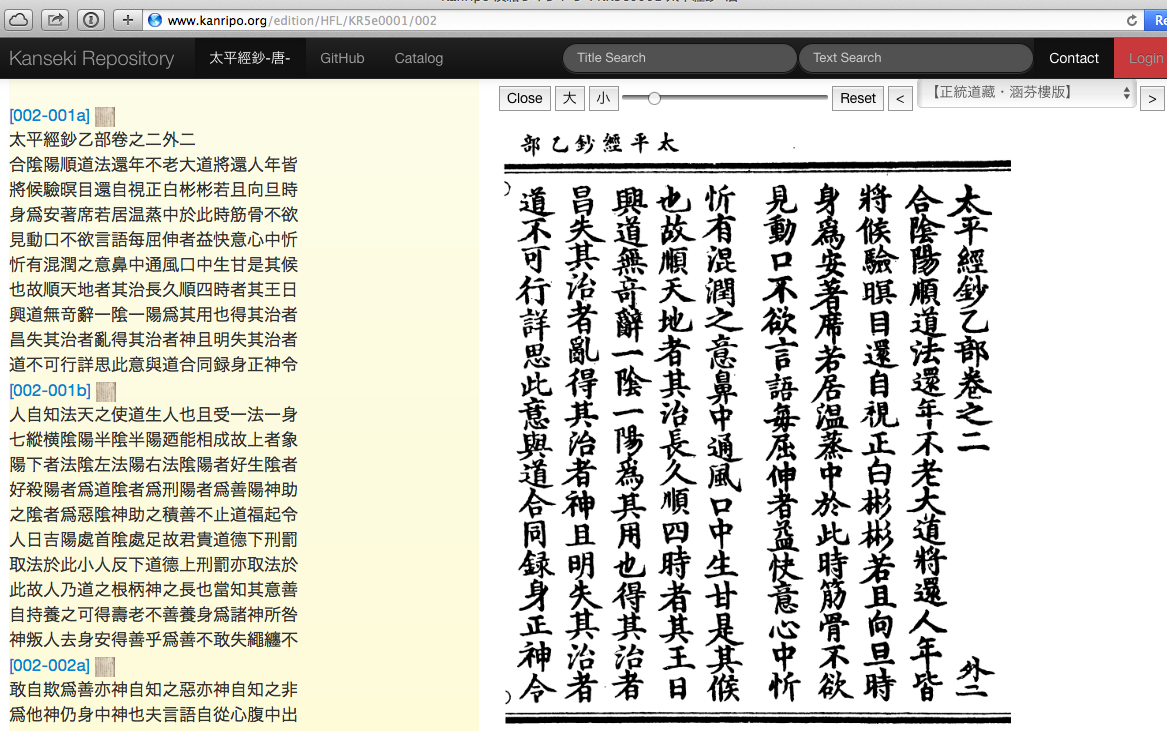 Kanripo 漢籍
www.kanripo.org/edition/HFL/KR5e0001/002
Re
Kanseki Repository
太平經鈔-唐-
GitHub
Catalog
Title Search
Text Search
Contact
Login
[002-001a]
太平經鈔乙部卷之二外二
合陰陽順道法還年不老大道將還人年皆
將候驗瞑目還自視正白彬彬若且向旦時
身爲安著席若居温蒸中於此時筋骨不欲
見動口不欲言語每屈伸者益快意心中忻
忻有混潤之意鼻中通風口中生甘是其候
也故順天地者其治長久順四時者其王日
興道無奇辭一陰一陽爲其用也得其治者
昌失其治者亂得其治者神且明失其治者
道不可行詳思此意與道合同録身正神令
[002-001b]
人自知法天之使道生人也且受一法一身
七縱横陰陽半陰半陽廼能相成故上者象
陽下者法陰左法陽右法陰陽者好生陰者
好殺陽者爲道陰者爲刑陽者爲善陽神助
之陰者爲惡陰神助之積善不止道福起令
人日吉陽處首陰處足故君貴道德下刑罰
取法於此小人反下道德上刑罰亦取法於
此故人乃道之根柄神之長也當知其意善
自持養之可得壽老不善養身爲諸神所咎
神叛人去身安得善乎爲善不敢失繩纏不
[002-002a]
敢自欺爲善亦神自知之惡亦神自知之非
爲他神仍身中神也夫言語自從心腹中出
Close
大
小
Reset
<
【正統道藏・涵芬樓版】
>
太平經鈔乙部
太平經鈔乙部卷之二 外二
合陰陽順道法還年不老大道將還人年皆
將候驗瞑目還自視正白彬彬若且向旦時
身爲安著席若居温蒸中於此時筋骨不欲
見動口不欲言語每屈伸者益快意心中忻
忻有混潤之意鼻中通風口中生甘是其候
也故順天地者其治長久順四時者其王日
興道無奇辭一陰一陽爲其用也得其治者
昌失其治者亂得其治者神且明失其治者
道不可行詳思此意與道合同録身正神令